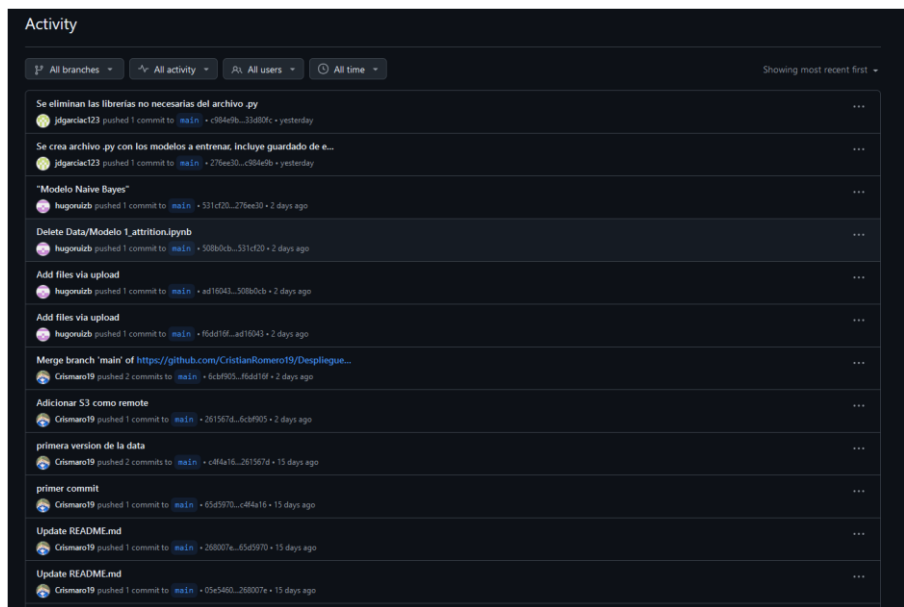 Activity
All branches All activity All users All time Showing most recent first
Se eliminan las librerías no necesarias del archivo .py
jdgarciac123 pushed 1 commit to main • c984e9b...33d80fc • yesterday
Se crea archivo .py con los modelos a entrenar, incluye guardado de e...
jdgarciac123 pushed 1 commit to main • 276ee30...c984e9b • yesterday
"Modelo Naive Bayes"
hugoruizb pushed 1 commit to main • 531cf20...276ee30 • 2 days ago
Delete Data/Modelo 1_attrition.ipynb
hugoruizb pushed 1 commit to main • 508b0cb...531cf20 • 2 days ago
Add files via upload
hugoruizb pushed 1 commit to main • ad16043...508b0cb • 2 days ago
Add files via upload
hugoruizb pushed 1 commit to main • f6dd16f...ad16043 • 2 days ago
Merge branch 'main' of https://github.com/CristianRomero19/Despliegue...
Crismaro19 pushed 2 commits to main • 6cbf905...f6dd16f • 2 days ago
Adicionar S3 como remote
Crismaro19 pushed 1 commit to main • 261567d...6cbf905 • 2 days ago
primera version de la data
Crismaro19 pushed 2 commits to main • c4f4a16...261567d • 15 days ago
primer commit
Crismaro19 pushed 1 commit to main • 65d5970...c4f4a16 • 15 days ago
Update README.md
Crismaro19 pushed 1 commit to main • 268007e...65d5970 • 15 days ago
Update README.md
Crismaro19 pushed 1 commit to main • 05e5460...268007e • 15 days ago